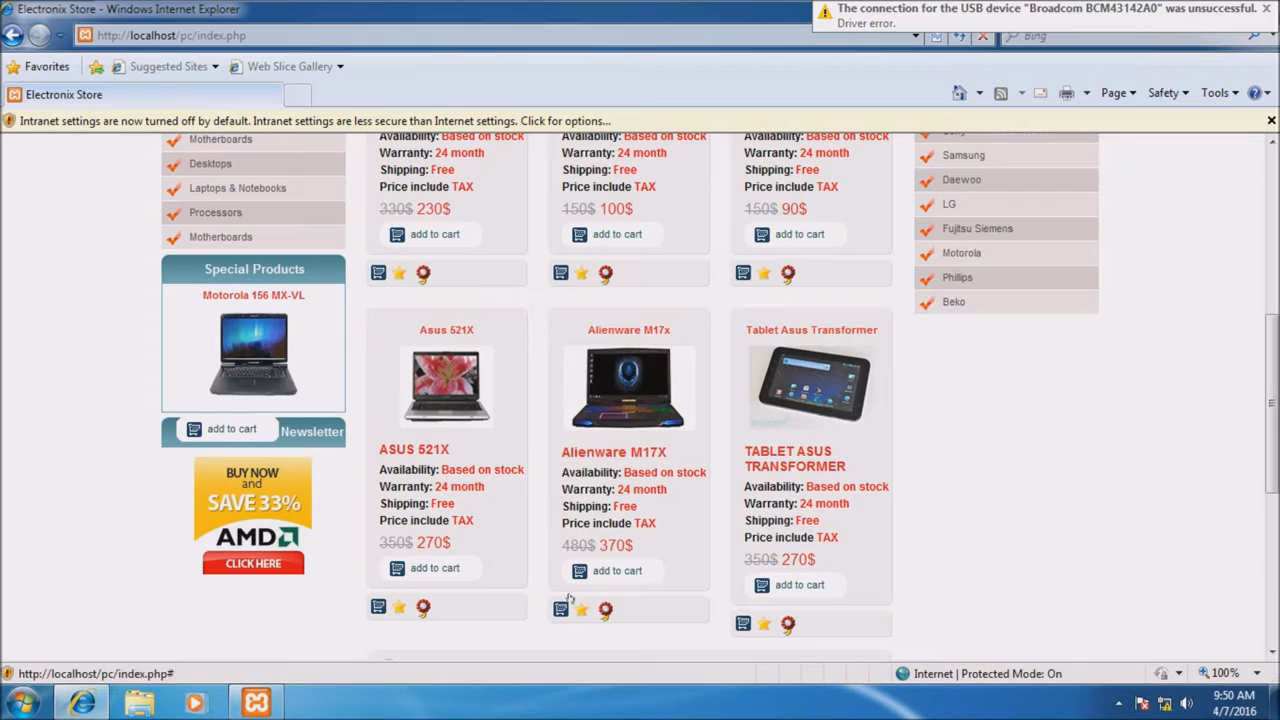 Electronix Store - Windows Internet Explorer
The connection for the USB device "Broadcom BCM43142A0" was unsuccessful.
Driver error.
http://localhost/pc/index.php
Bing
Favorites
Suggested Sites
Web Slice Gallery
Electronix Store
Page
Safety
Tools
Intranet settings are now turned off by default. Intranet settings are less secure than Internet settings. Click for options...
Motherboards
Desktops
Laptops & Notebooks
Processors
Motherboards
Special Products
Motorola 156 MX-VL
add to cart
Newsletter
BUY NOW
and
SAVE 33%
AMD
CLICK HERE
Availability: Based on stock
Warranty: 24 month
Shipping: Free
Price include TAX
330$ 230$
add to cart
Availability: Based on stock
Warranty: 24 month
Shipping: Free
Price include TAX
150$ 100$
add to cart
Availability: Based on stock
Warranty: 24 month
Shipping: Free
Price include TAX
150$ 90$
add to cart
Asus 521X
ASUS 521X
Availability: Based on stock
Warranty: 24 month
Shipping: Free
Price include TAX
350$ 270$
add to cart
Alienware M17x
Alienware M17X
Availability: Based on stock
Warranty: 24 month
Shipping: Free
Price include TAX
480$ 370$
add to cart
Tablet Asus Transformer
TABLET ASUS
TRANSFORMER
Availability: Based on stock
Warranty: 24 month
Shipping: Free
Price include TAX
350$ 270$
add to cart
Samsung
Daewoo
LG
Fujitsu Siemens
Motorola
Phillips
Beko
http://localhost/pc/index.php#
Internet | Protected Mode: On
100%
9:50 AM
4/7/2016